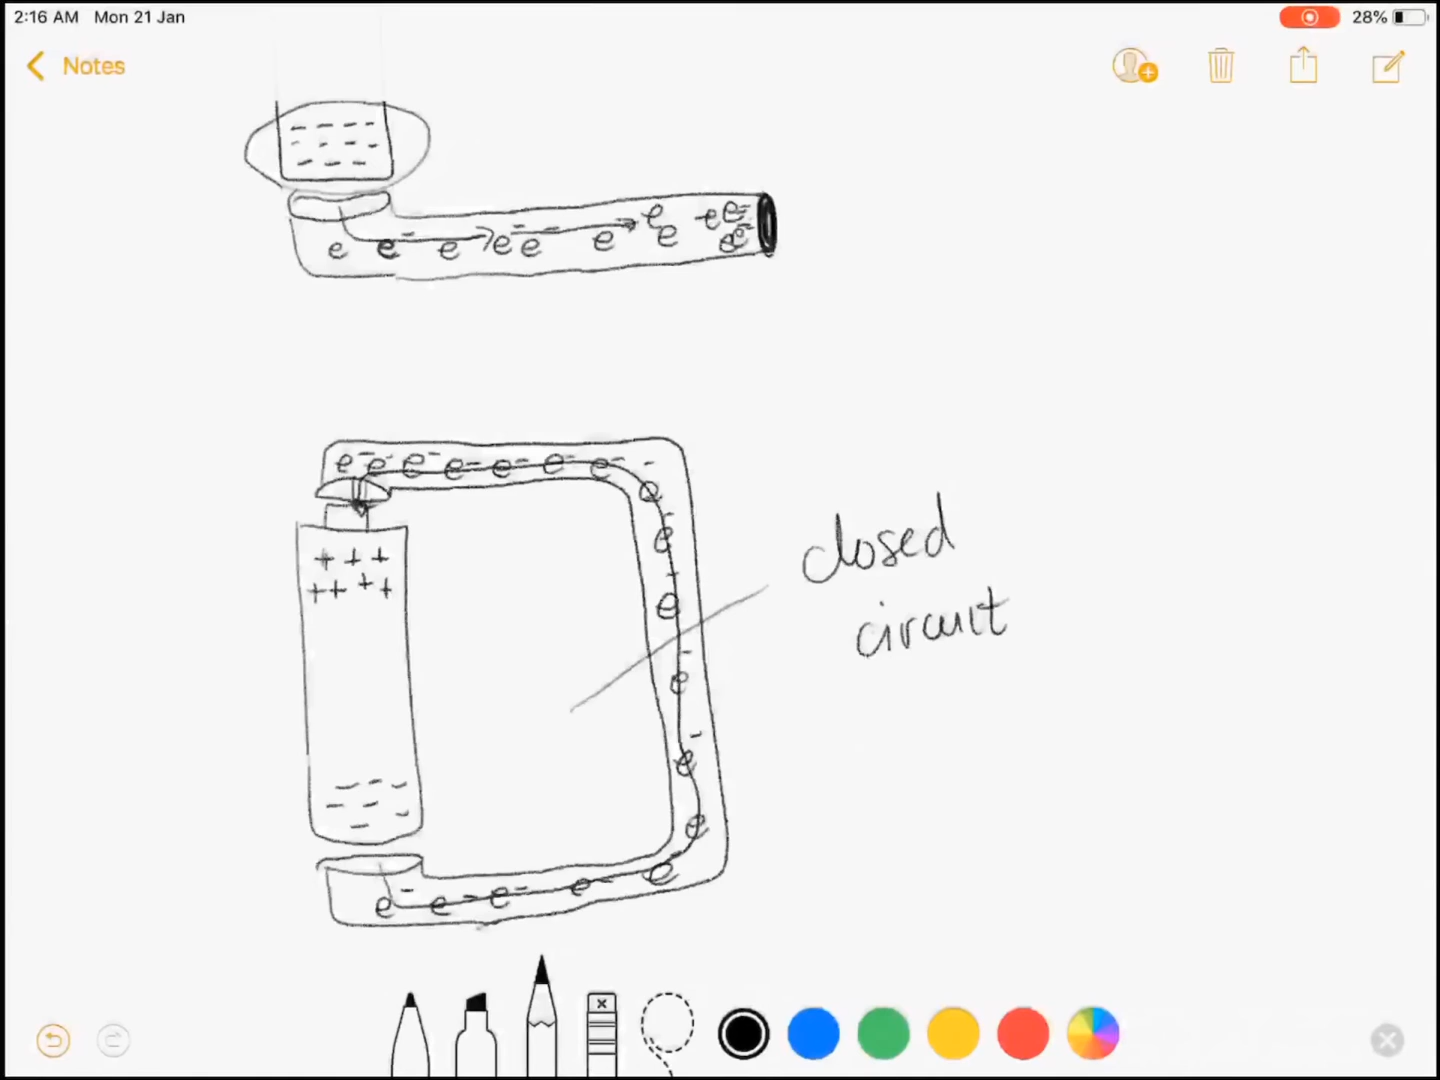 2:16 AM Mon 21 Jan 28%
Notes
e e⁻ e e⁻ e⁻ e e e e e⁻ e e⁻
e⁻ e⁻ e⁻ e⁻ e⁻ e⁻ e⁻
e
e
+ + +
+ + + +
closed
circuit
e
e
e
e
e e⁻ e⁻ e⁻ e